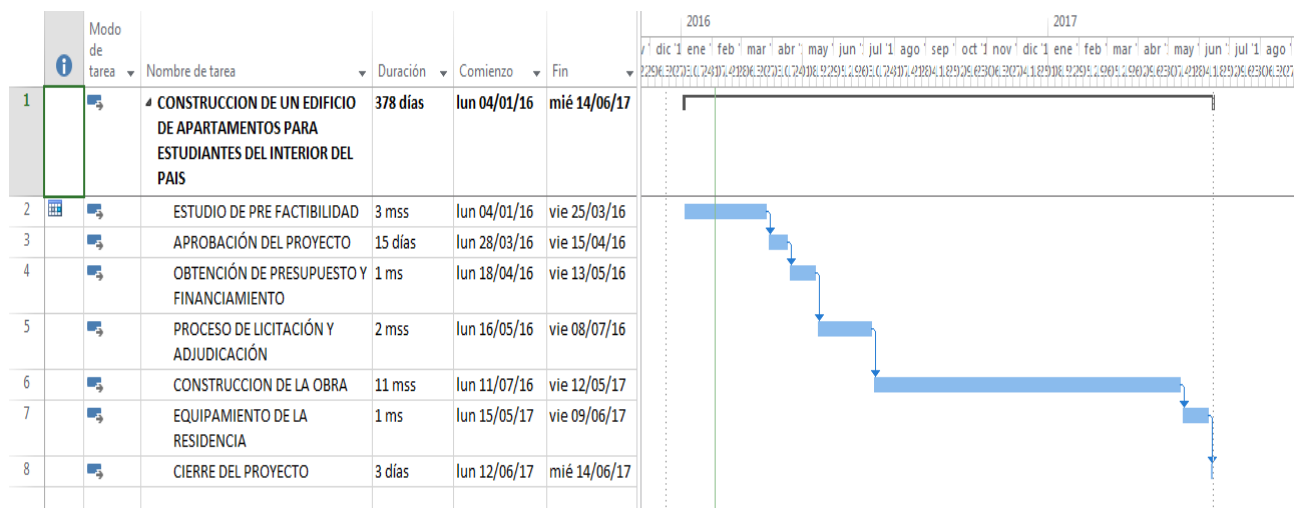 2016 2017
Modo de tarea Nombre de tarea Duración Comienzo Fin
dic '1 ene ' feb ' mar ' abr ' may ' jun ' jul '1 ago ' sep ' oct '1 nov ' dic '1 ene ' feb ' mar ' abr ' may ' jun ' jul '1 ago '
1 CONSTRUCCION DE UN EDIFICIO 378 días lun 04/01/16 mié 14/06/17
DE APARTAMENTOS PARA
ESTUDIANTES DEL INTERIOR DEL
PAIS
2 ESTUDIO DE PRE FACTIBILIDAD 3 mss lun 04/01/16 vie 25/03/16
3 APROBACIÓN DEL PROYECTO 15 días lun 28/03/16 vie 15/04/16
4 OBTENCIÓN DE PRESUPUESTO Y 1 ms lun 18/04/16 vie 13/05/16
FINANCIAMIENTO
5 PROCESO DE LICITACIÓN Y 2 mss lun 16/05/16 vie 08/07/16
ADJUDICACIÓN
6 CONSTRUCCION DE LA OBRA 11 mss lun 11/07/16 vie 12/05/17
7 EQUIPAMIENTO DE LA 1 ms lun 15/05/17 vie 09/06/17
RESIDENCIA
8 CIERRE DEL PROYECTO 3 días lun 12/06/17 mié 14/06/17